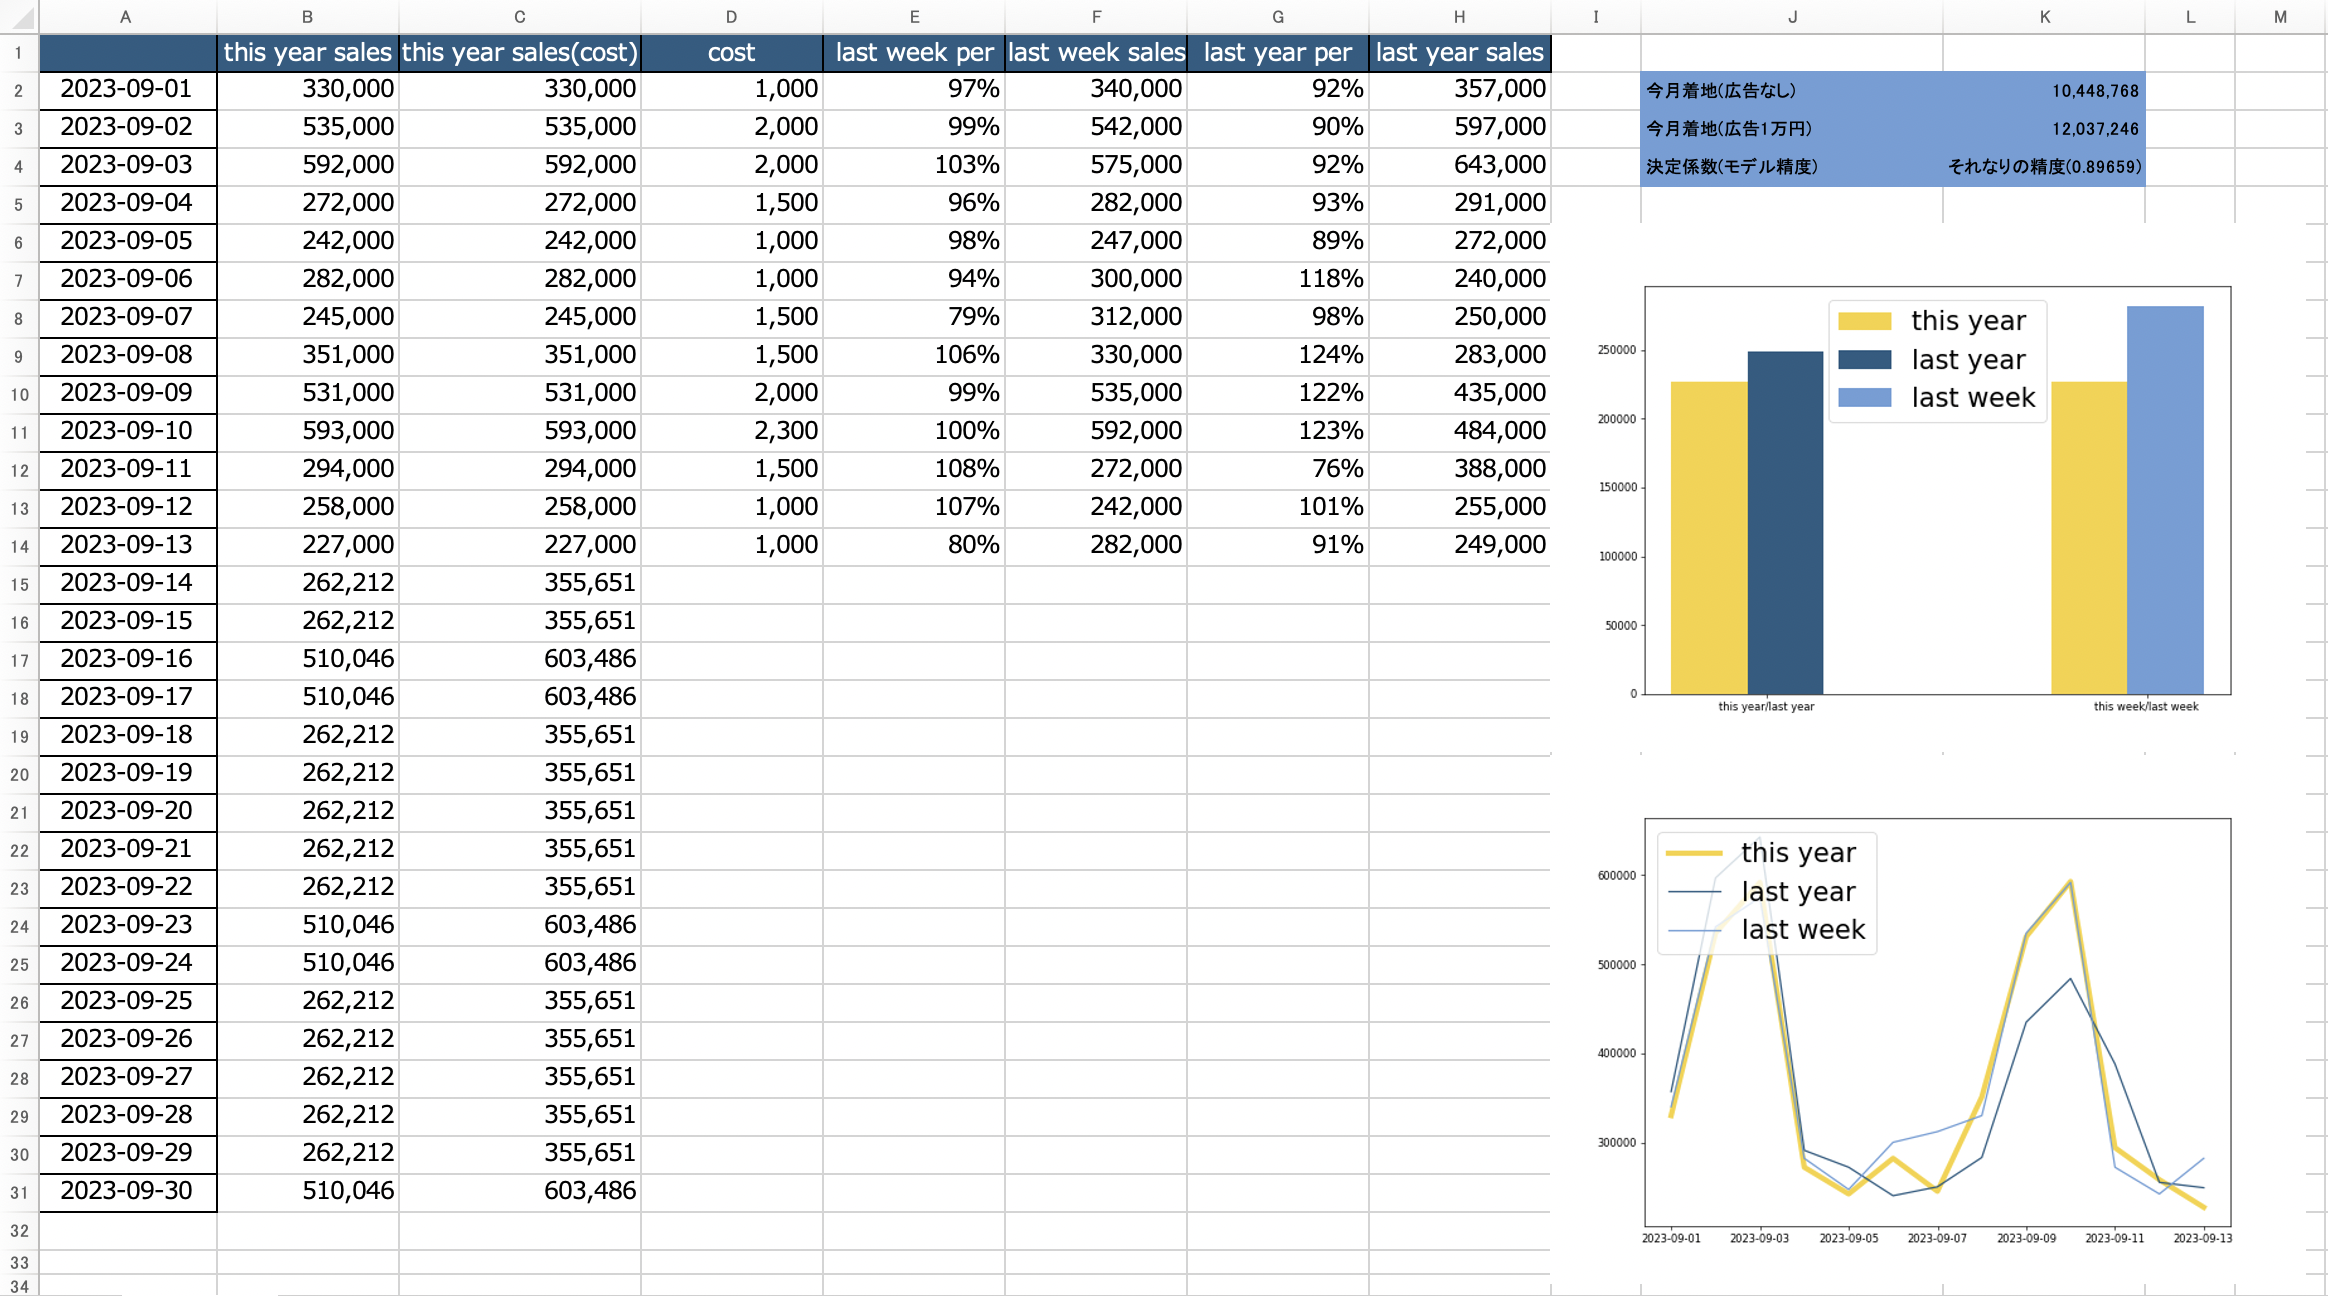 A B C D E F G H I J K L M
1 this year sales this year sales(cost) cost last week per last week sales last year per last year sales
2 2023-09-01 330,000 330,000 1,000 97% 340,000 92% 357,000 今月着地(広告なし) 10,448,768
3 2023-09-02 535,000 535,000 2,000 99% 542,000 90% 597,000 今月着地(広告1万円) 12,037,246
4 2023-09-03 592,000 592,000 2,000 103% 575,000 92% 643,000 決定係数(モデル精度) それなりの精度(0.89659)
5 2023-09-04 272,000 272,000 1,500 96% 282,000 93% 291,000
6 2023-09-05 242,000 242,000 1,000 98% 247,000 89% 272,000
7 2023-09-06 282,000 282,000 1,000 94% 300,000 118% 240,000
8 2023-09-07 245,000 245,000 1,500 79% 312,000 98% 250,000
9 2023-09-08 351,000 351,000 1,500 106% 330,000 124% 283,000
10 2023-09-09 531,000 531,000 2,000 99% 535,000 122% 435,000
11 2023-09-10 593,000 593,000 2,300 100% 592,000 123% 484,000
12 2023-09-11 294,000 294,000 1,500 108% 272,000 76% 388,000
13 2023-09-12 258,000 258,000 1,000 107% 242,000 101% 255,000
14 2023-09-13 227,000 227,000 1,000 80% 282,000 91% 249,000
15 2023-09-14 262,212 355,651
16 2023-09-15 262,212 355,651
17 2023-09-16 510,046 603,486
18 2023-09-17 510,046 603,486
19 2023-09-18 262,212 355,651
20 2023-09-19 262,212 355,651
21 2023-09-20 262,212 355,651
22 2023-09-21 262,212 355,651
23 2023-09-22 262,212 355,651
24 2023-09-23 510,046 603,486
25 2023-09-24 510,046 603,486
26 2023-09-25 262,212 355,651
27 2023-09-26 262,212 355,651
28 2023-09-27 262,212 355,651
29 2023-09-28 262,212 355,651
30 2023-09-29 262,212 355,651
31 2023-09-30 510,046 603,486
32
33
34
this year
last year
last week
250000
200000
150000
100000
50000
0
this year/last year this week/last week
this year
last year
last week
600000
500000
400000
300000
2023-09-01 2023-09-03 2023-09-05 2023-09-07 2023-09-09 2023-09-11 2023-09-13